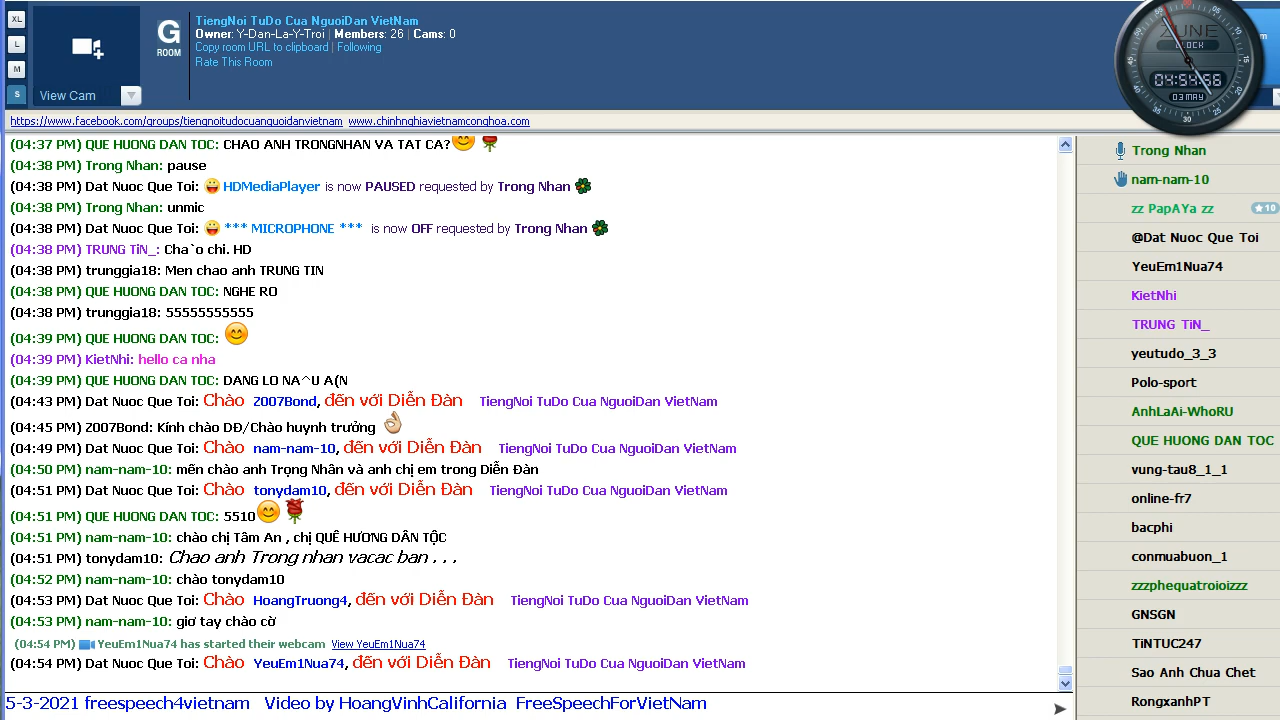 XL
L
M
S
View Cam
G
ROOM
TiengNoi TuDo Cua NguoiDan VietNam
Owner: Y-Dan-La-Y-Troi | Members: 26 | Cams: 0
Copy room URL to clipboard | Following
Rate This Room
ZUNE
CLOCK
03 MAY
https://www.facebook.com/groups/tiengnoitudocuanguoidanvietnam www.chinhnghiavietnamconghoa.com
(04:37 PM) QUE HUONG DAN TOC: CHAO ANH TRONGNHAN VA TAT CA?
(04:38 PM) Trong Nhan: pause
(04:38 PM) Dat Nuoc Que Toi: HDMediaPlayer is now PAUSED requested by Trong Nhan
(04:38 PM) Trong Nhan: unmic
(04:38 PM) Dat Nuoc Que Toi: *** MICROPHONE *** is now OFF requested by Trong Nhan
(04:38 PM) TRUNG TiN_: Cha`o chi. HD
(04:38 PM) trunggia18: Men chao anh TRUNG TIN
(04:38 PM) QUE HUONG DAN TOC: NGHE RO
(04:38 PM) trunggia18: 55555555555
(04:39 PM) QUE HUONG DAN TOC:
(04:39 PM) KietNhi: hello ca nha
(04:39 PM) QUE HUONG DAN TOC: DANG LO NA^U A(N
(04:43 PM) Dat Nuoc Que Toi: Chào Z007Bond, đến với Diễn Đàn TiengNoi TuDo Cua NguoiDan VietNam
(04:45 PM) Z007Bond: Kính chào DĐ/Chào huynh trưởng
(04:49 PM) Dat Nuoc Que Toi: Chào nam-nam-10, đến với Diễn Đàn TiengNoi TuDo Cua NguoiDan VietNam
(04:50 PM) nam-nam-10: mến chào anh Trọng Nhân và anh chị em trong Diễn Đàn
(04:51 PM) Dat Nuoc Que Toi: Chào tonydam10, đến với Diễn Đàn TiengNoi TuDo Cua NguoiDan VietNam
(04:51 PM) QUE HUONG DAN TOC: 5510
(04:51 PM) nam-nam-10: chào chị Tâm An , chị QUÊ HƯƠNG DÂN TỘC
(04:51 PM) tonydam10: Chao anh Trong nhan vacac ban . . .
(04:52 PM) nam-nam-10: chào tonydam10
(04:53 PM) Dat Nuoc Que Toi: Chào HoangTruong4, đến với Diễn Đàn TiengNoi TuDo Cua NguoiDan VietNam
(04:53 PM) nam-nam-10: giơ tay chào cờ
(04:54 PM) YeuEm1Nua74 has started their webcam View YeuEm1Nua74
(04:54 PM) Dat Nuoc Que Toi: Chào YeuEm1Nua74, đến với Diễn Đàn TiengNoi TuDo Cua NguoiDan VietNam
5-3-2021 freespeech4vietnam Video by HoangVinhCalifornia FreeSpeechForVietNam
Trong Nhan
nam-nam-10
zz PapAYa zz ★10
@Dat Nuoc Que Toi
YeuEm1Nua74
KietNhi
TRUNG TiN_
yeutudo_3_3
Polo-sport
AnhLaAi-WhoRU
QUE HUONG DAN TOC
vung-tau8_1_1
online-fr7
bacphi
conmuabuon_1
zzzphequatroioizzz
GNSGN
TiNTUC247
Sao Anh Chua Chet
RongxanhPT